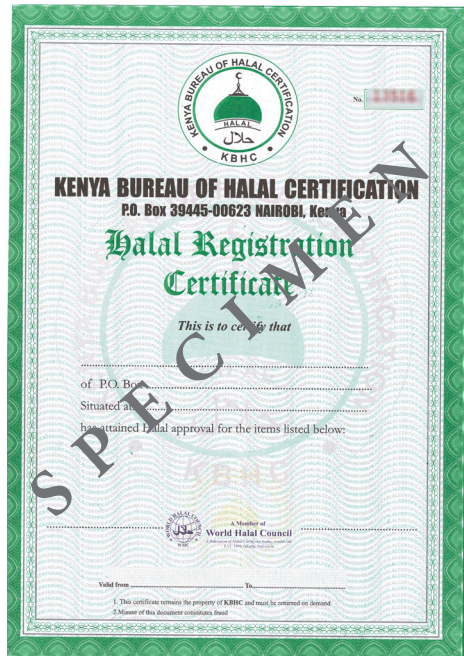 KENYA BUREAU OF HALAL CERTIFICATION
HALAL
حلال
KBHC
No.
KENYA BUREAU OF HALAL CERTIFICATION
P.O. Box 39445-00623 NAIROBI, Kenya
Halal Registration
Certificate
This is to certify that
of P.O. Box
Situated at
has attained Halal approval for the items listed below:
SPECIMEN
KBHC
WORLD HALAL COUNCIL
A Member of
World Halal Council
Valid from To
1. This certificate remains the property of KBHC and must be returned on demand
2.Misuse of this document constitutes fraud